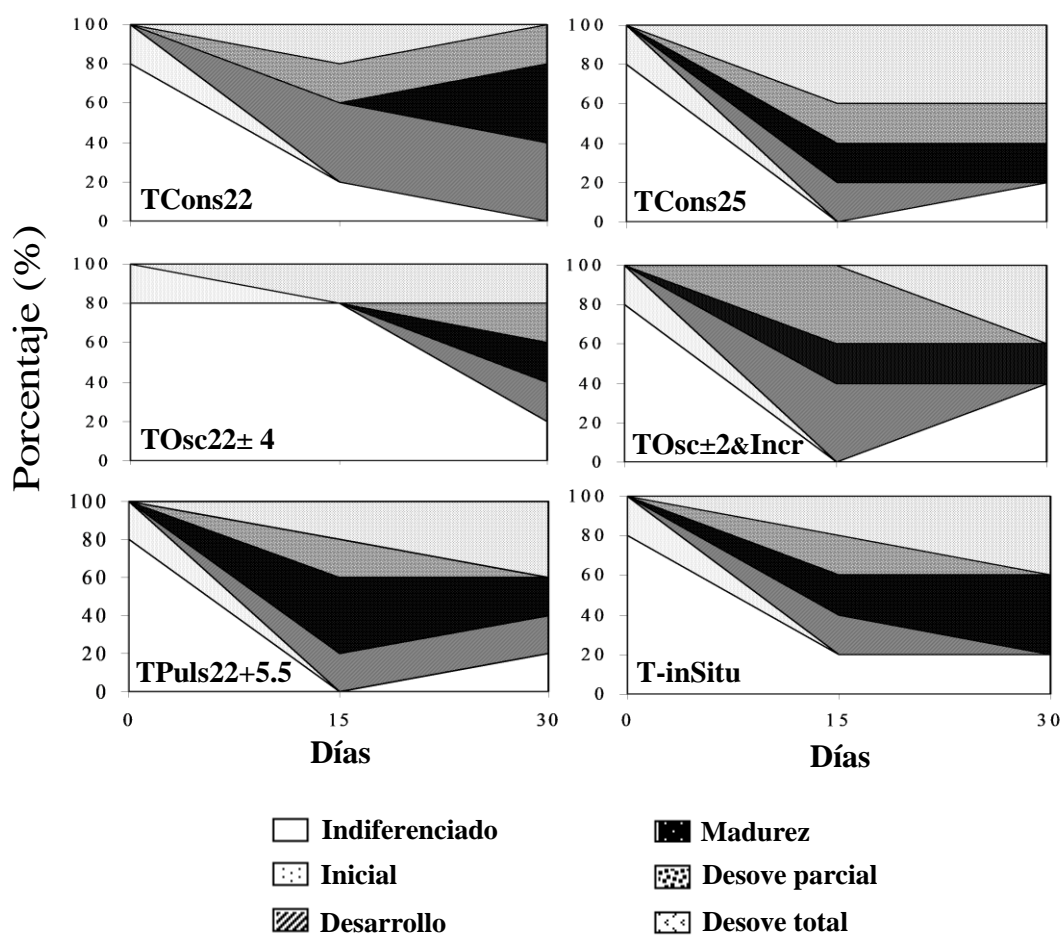 Porcentaje (%)
100
80
60
40
20
0
TCons22
100
80
60
40
20
0
TCons25
100
80
60
40
20
0
TOsc22± 4
100
80
60
40
20
0
TOsc±2&Incr
100
80
60
40
20
0
TPuls22+5.5
0 15 30
Días
100
80
60
40
20
0
T-inSitu
0 15 30
Días
Indiferenciado
Inicial
Desarrollo
Madurez
Desove parcial
Desove total